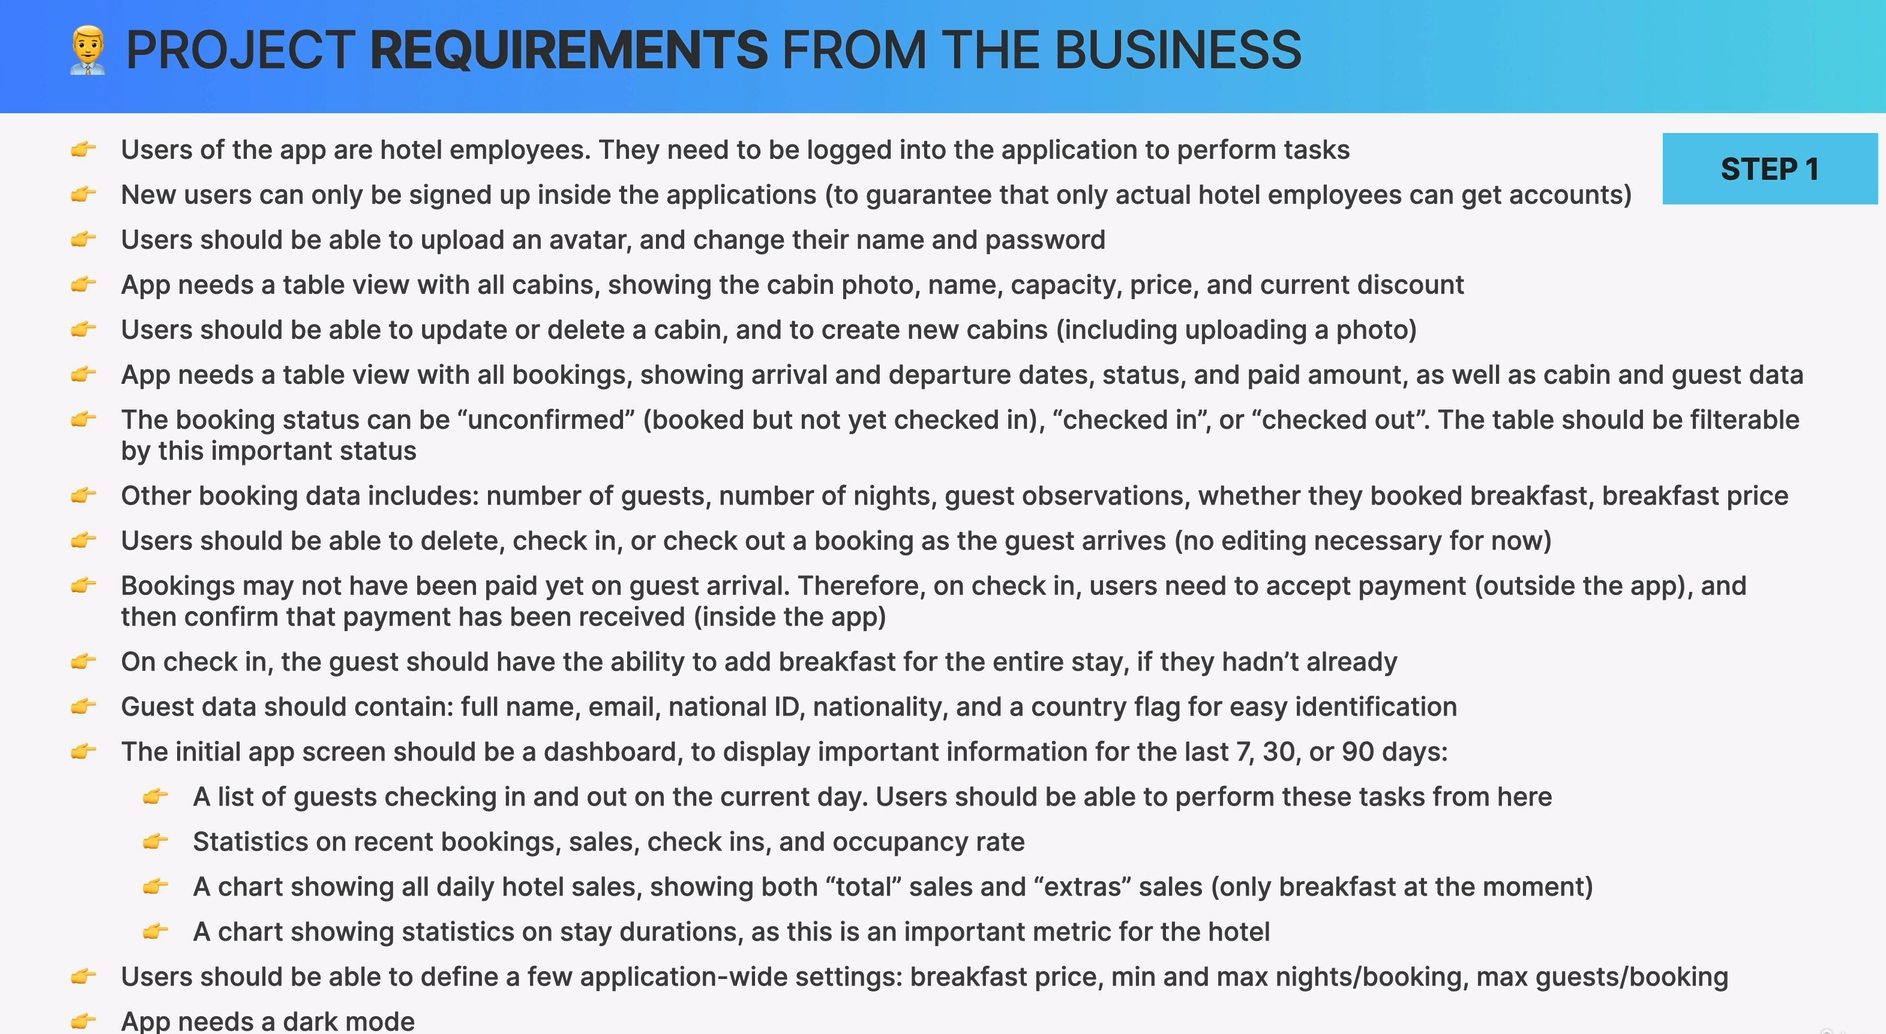 PROJECT REQUIREMENTS FROM THE BUSINESS
STEP 1
Users of the app are hotel employees. They need to be logged into the application to perform tasks
New users can only be signed up inside the applications (to guarantee that only actual hotel employees can get accounts)
Users should be able to upload an avatar, and change their name and password
App needs a table view with all cabins, showing the cabin photo, name, capacity, price, and current discount
Users should be able to update or delete a cabin, and to create new cabins (including uploading a photo)
App needs a table view with all bookings, showing arrival and departure dates, status, and paid amount, as well as cabin and guest data
The booking status can be “unconfirmed” (booked but not yet checked in), “checked in”, or “checked out”. The table should be filterable
by this important status
Other booking data includes: number of guests, number of nights, guest observations, whether they booked breakfast, breakfast price
Users should be able to delete, check in, or check out a booking as the guest arrives (no editing necessary for now)
Bookings may not have been paid yet on guest arrival. Therefore, on check in, users need to accept payment (outside the app), and
then confirm that payment has been received (inside the app)
On check in, the guest should have the ability to add breakfast for the entire stay, if they hadn’t already
Guest data should contain: full name, email, national ID, nationality, and a country flag for easy identification
The initial app screen should be a dashboard, to display important information for the last 7, 30, or 90 days:
A list of guests checking in and out on the current day. Users should be able to perform these tasks from here
Statistics on recent bookings, sales, check ins, and occupancy rate
A chart showing all daily hotel sales, showing both “total” sales and “extras” sales (only breakfast at the moment)
A chart showing statistics on stay durations, as this is an important metric for the hotel
Users should be able to define a few application-wide settings: breakfast price, min and max nights/booking, max guests/booking
App needs a dark mode